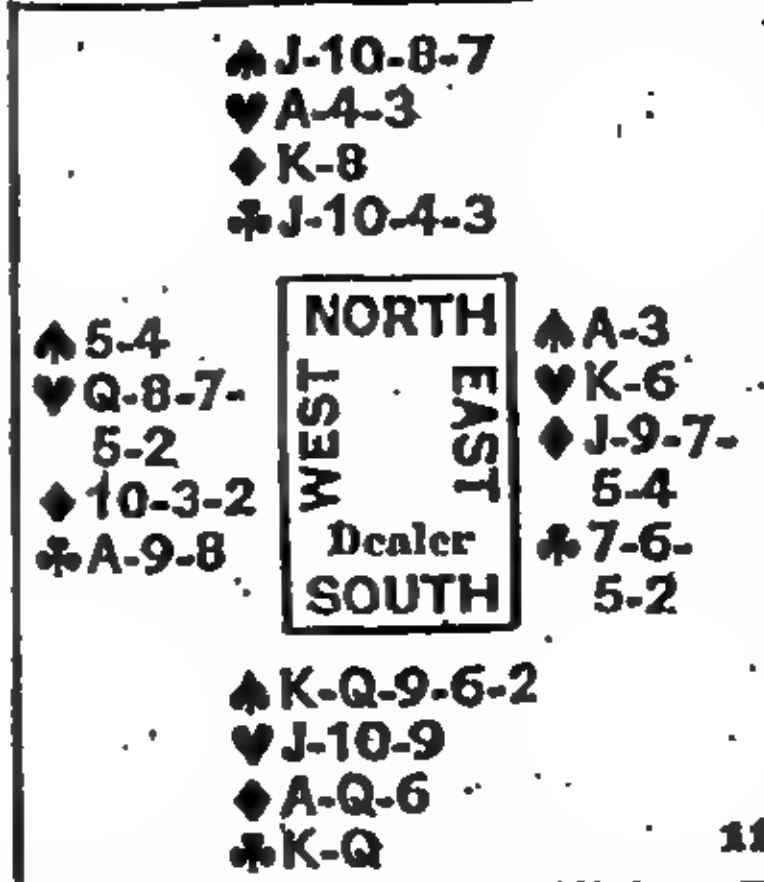 ♠ J-10-8-7
♥ A-4-3
♦ K-8
♣ J-10-4-3
♠ 5-4
♥ Q-8-7-
5-2
♦ 10-3-2
♣ A-9-8
NORTH
WEST
EAST
Dealer
SOUTH
♠ A-3
♥ K-6
♦ J-9-7-
5-4
♣ 7-6-
5-2
♠ K-Q-9-6-2
♥ J-10-9
♦ A-Q-6
♣ K-Q